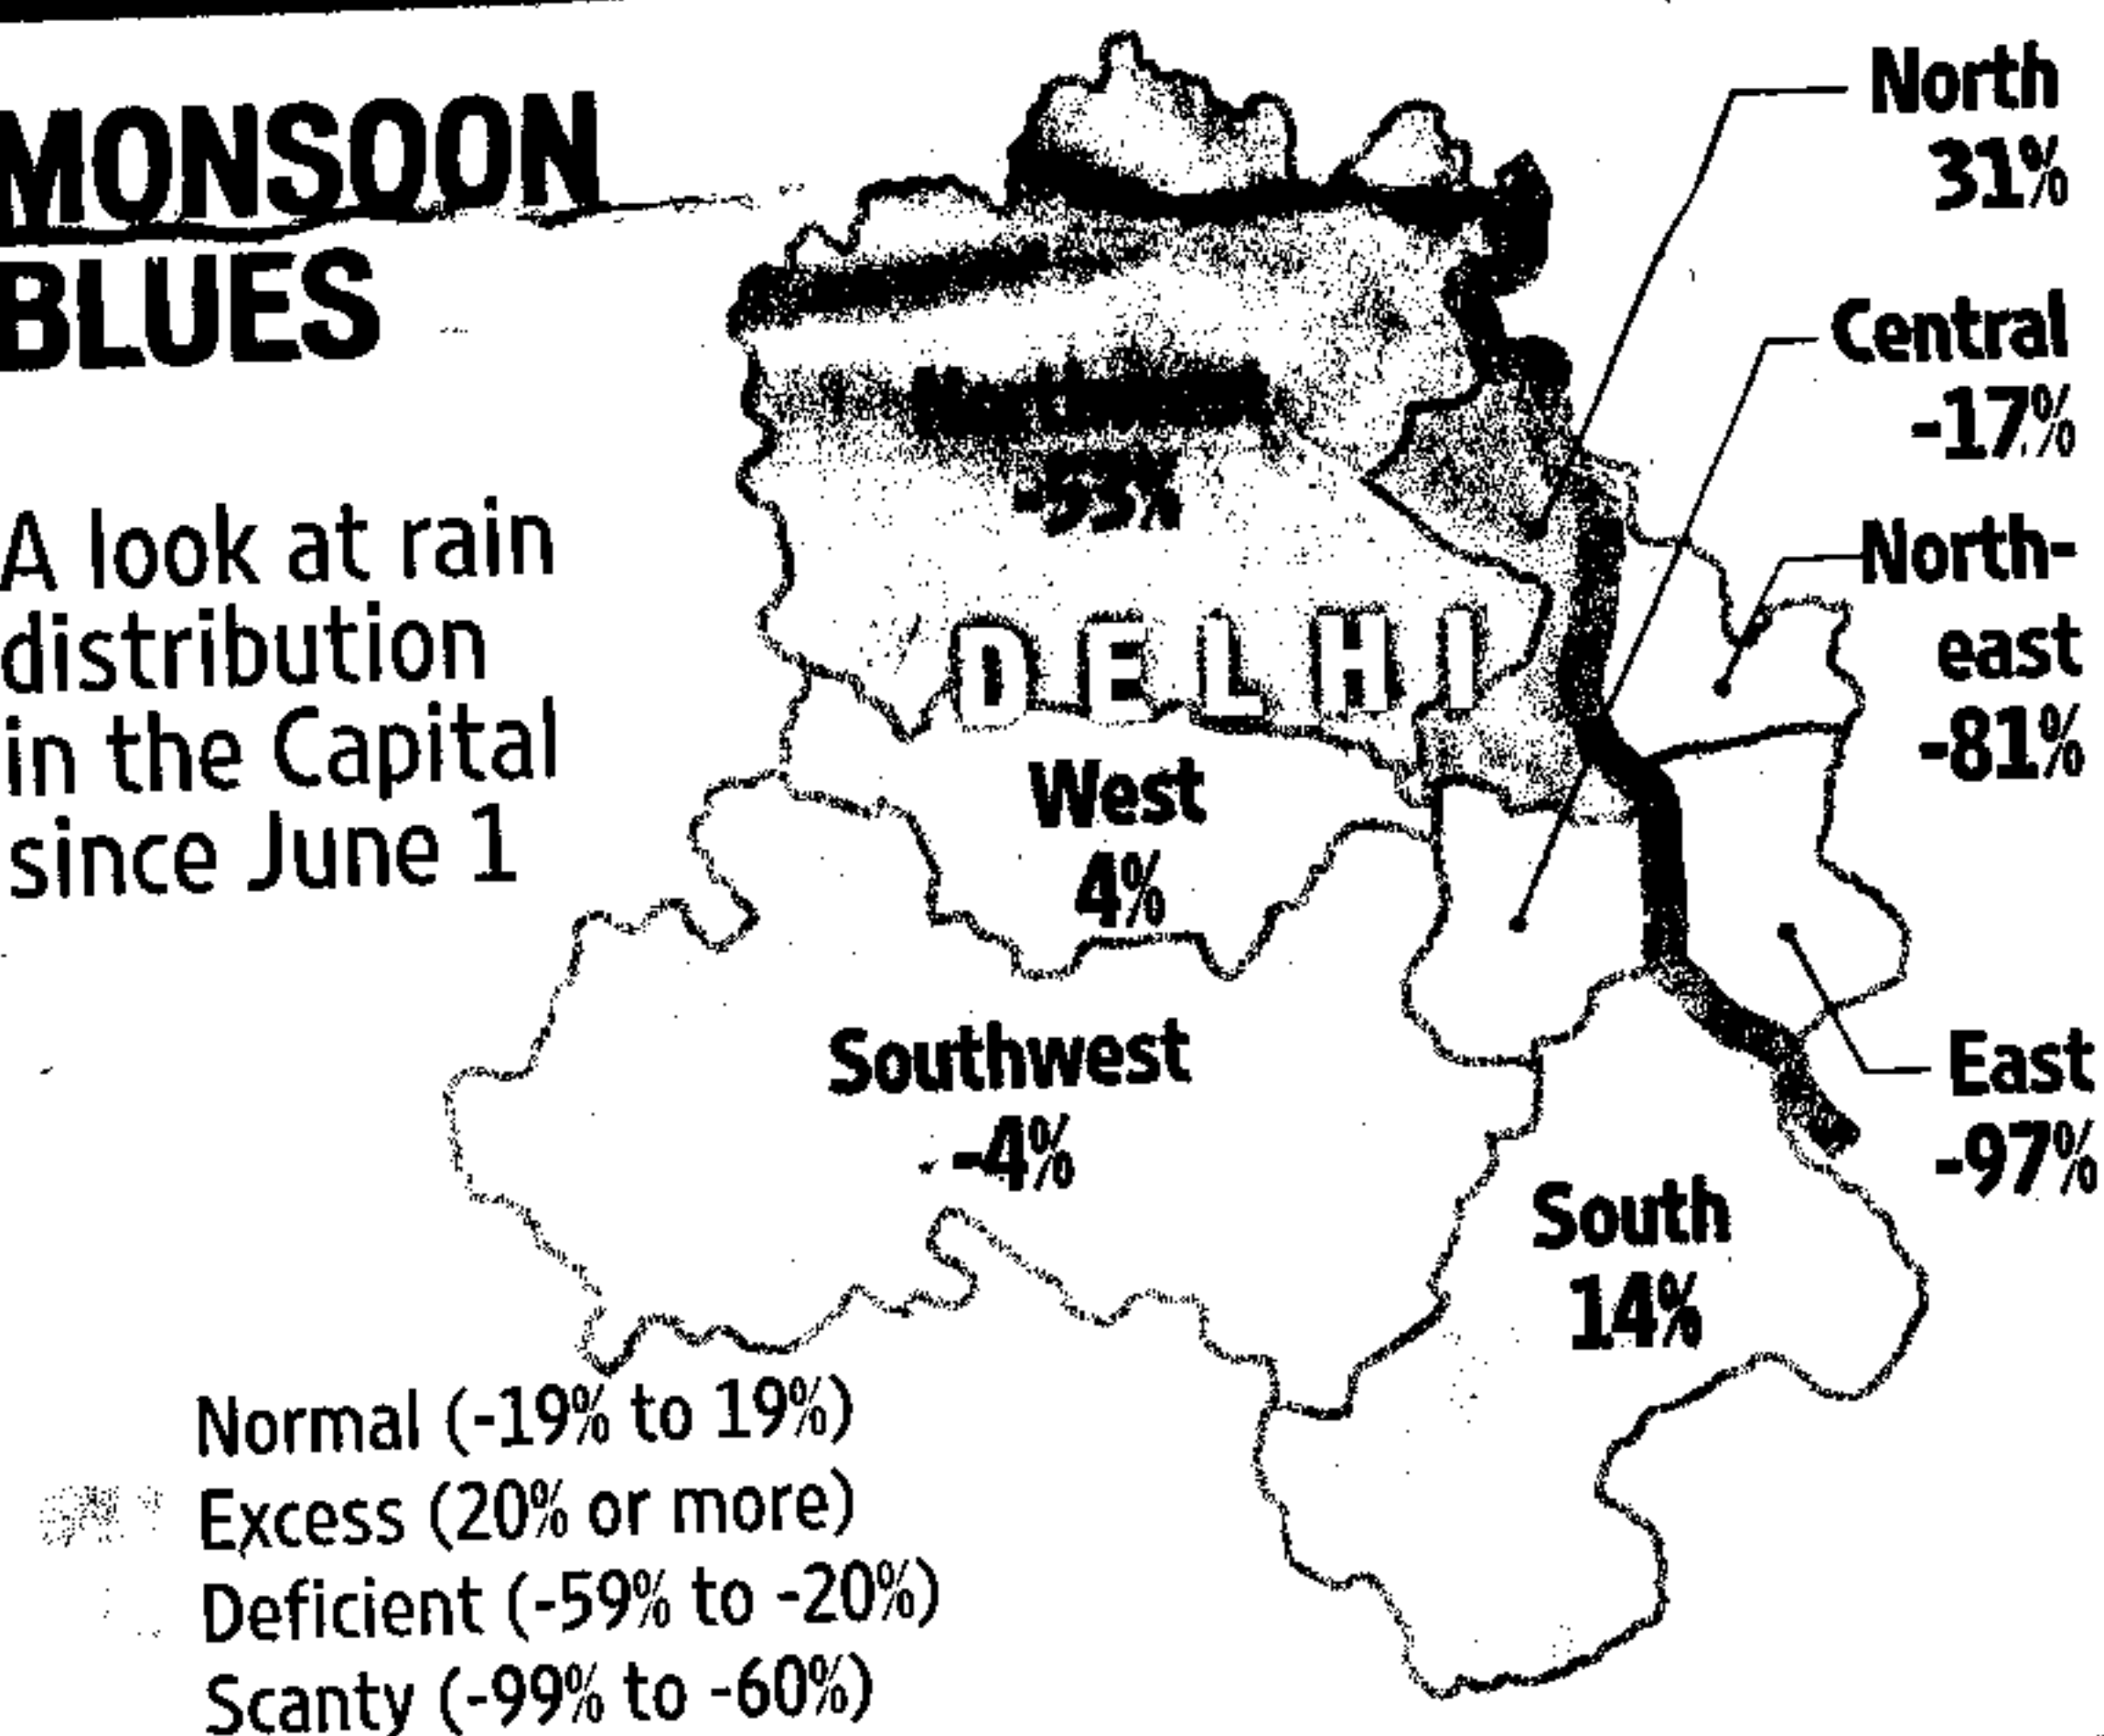 MONSOON
BLUES
A look at rain
distribution
in the Capital
since June 1
North
31%
Central
-17%
North-
east
-81%
East
-97%
-53%
DELHI
West
4%
Southwest
-4%
South
14%
Normal (-19% to 19%)
Excess (20% or more)
Deficient (-59% to -20%)
Scanty (-99% to -60%)